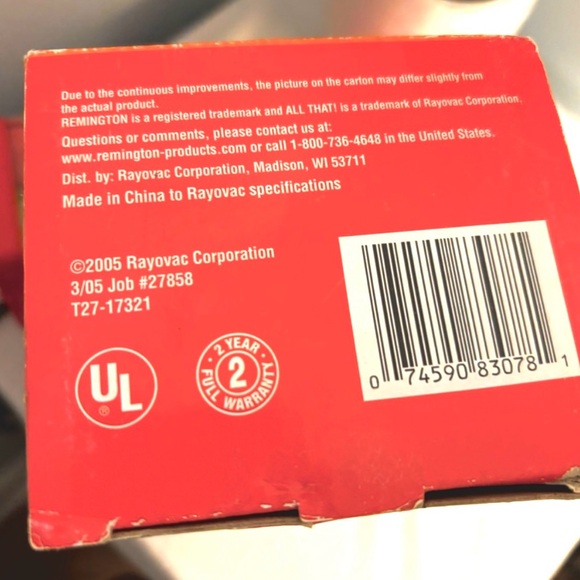 Due to the continuous improvements, the picture on the carton may differ slightly from
the actual product.
REMINGTON is a registered trademark and ALL THAT! is a trademark of Rayovac Corporation.
Questions or comments, please contact us at:
www.remington-products.com or call 1-800-736-4648 in the United States.
Dist. by: Rayovac Corporation, Madison, WI 53711
Made in China to Rayovac specifications
©2005 Rayovac Corporation
3/05 Job #27858
T27-17321
UL
®
· 2 YEAR ·
2
FULL WARRANTY
0 74590 83078 1